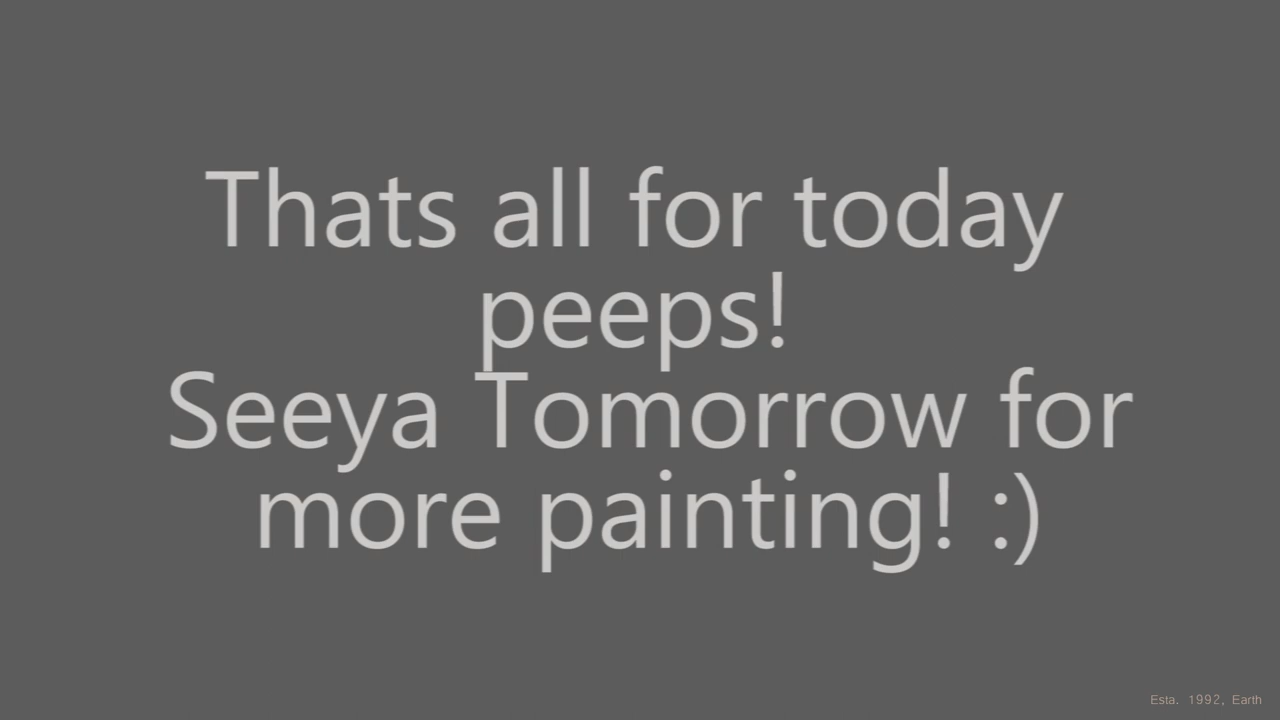 Thats all for today
peeps!
Seeya Tomorrow for
more painting! :)
Esta. 1992, Earth